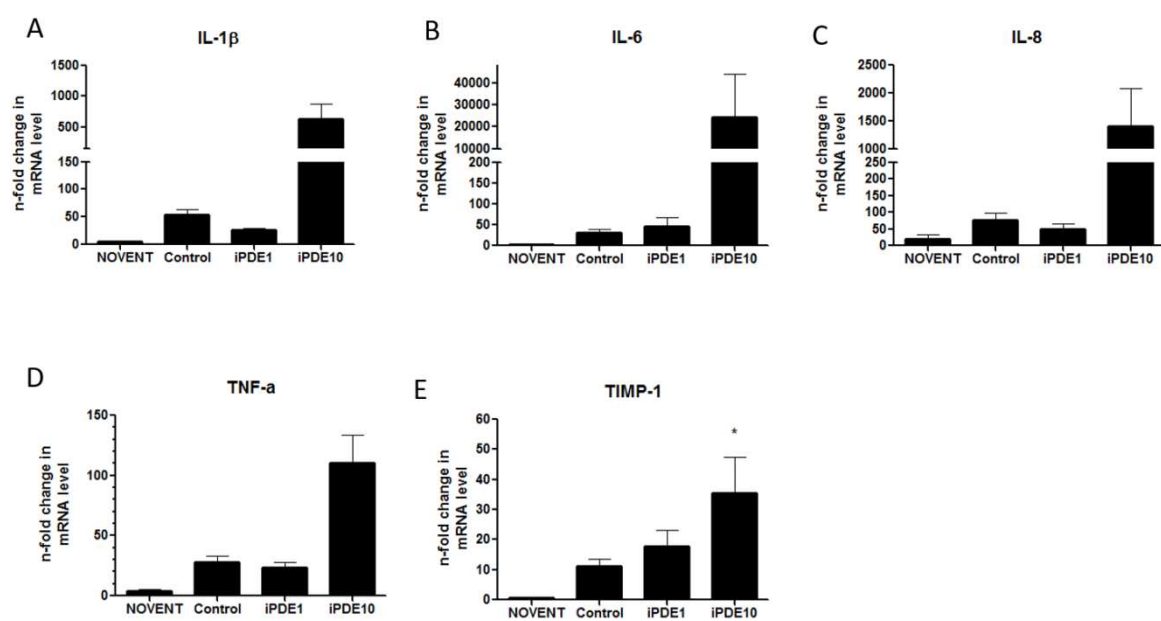 A
IL-1β
n-fold change in
mRNA level
1500
1000
500
150
100
50
0
NOVENT Control iPDE1 iPDE10
B
IL-6
n-fold change in
mRNA level
40000
30000
20000
10000
200
150
100
50
0
NOVENT Control iPDE1 iPDE10
C
IL-8
n-fold change in
mRNA level
2500
2000
1500
1000
250
200
150
100
50
0
NOVENT Control iPDE1 iPDE10
D
TNF-a
n-fold change in
mRNA level
150
100
50
0
NOVENT Control iPDE1 iPDE10
E
TIMP-1
n-fold change in
mRNA level
60
50
40
30
20
10
0
*
NOVENT Control iPDE1 iPDE10